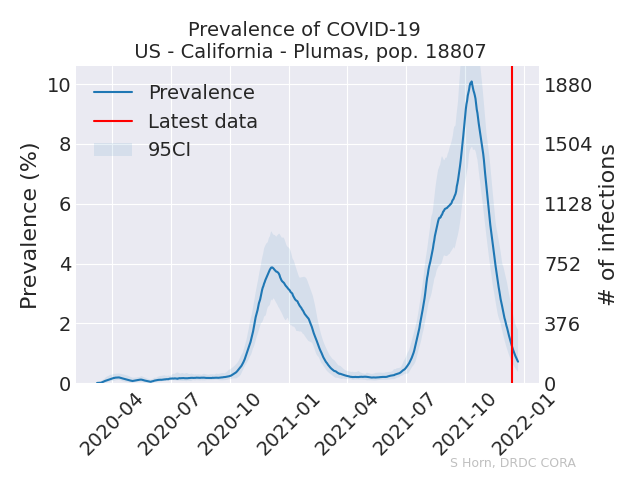 Prevalence of COVID-19
US - California - Plumas, pop. 18807
Prevalence
Latest data
95CI
Prevalence (%)
10
8
6
4
2
0
1880
1504
1128
752
376
0
# of infections
2020-04
2020-07
2020-10
2021-01
2021-04
2021-07
2021-10
2022-01
S Horn, DRDC CORA